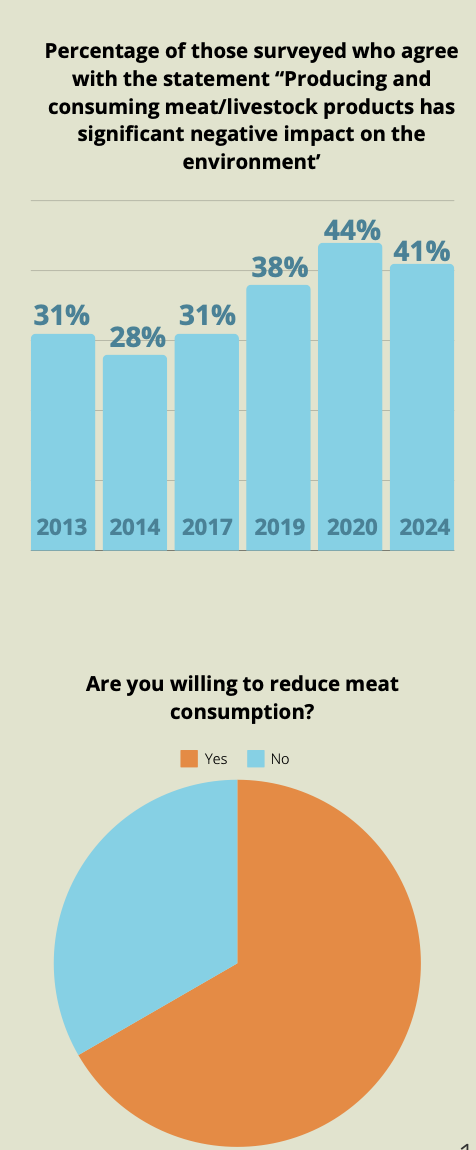 Percentage of those surveyed who agree
with the statement “Producing and
consuming meat/livestock products has
significant negative impact on the
environment’
31%
28%
31%
38%
44%
41%
2013
2014
2017
2019
2020
2024
Are you willing to reduce meat
consumption?
Yes
No